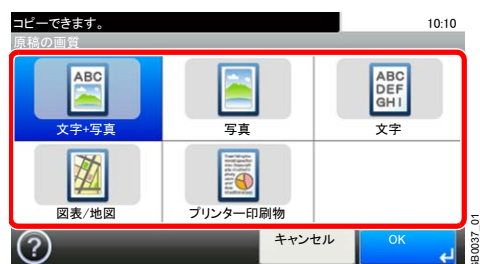 コピーできます。 10:10
原稿の画質
ABC
ABC
DEF
GHI
文字+写真 写真 文字
図表/地図 プリンター印刷物
? キャンセル OK
GB0037_01